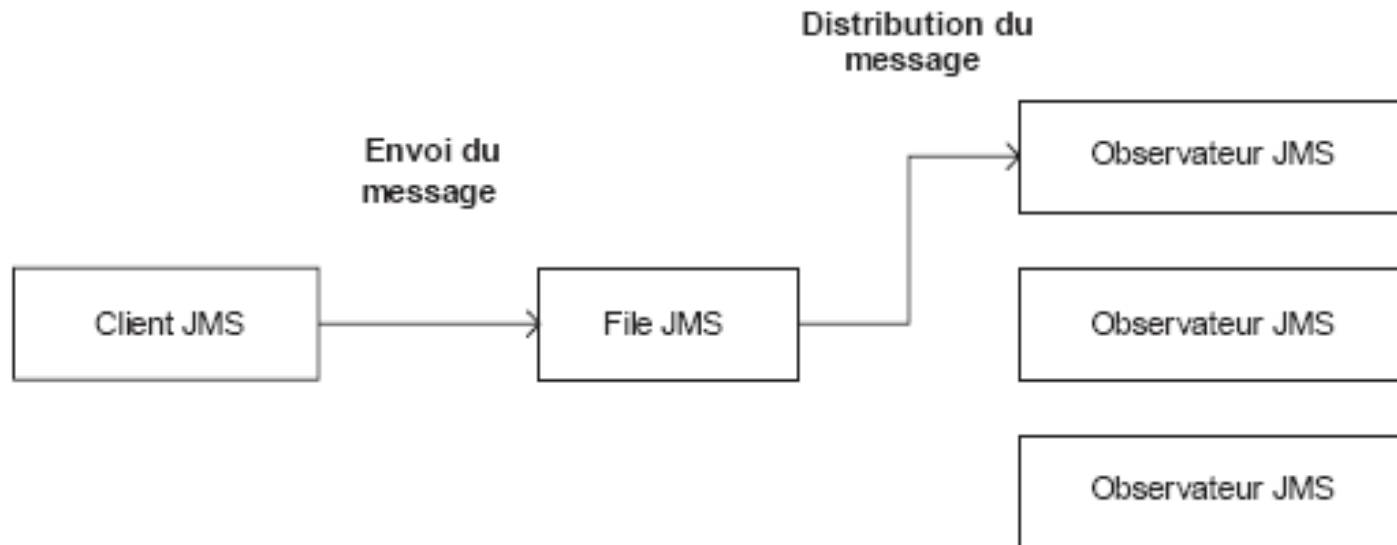 Distribution du
message
Envoi du
message
Observateur JMS
Client JMS
File JMS
Observateur JMS
Observateur JMS